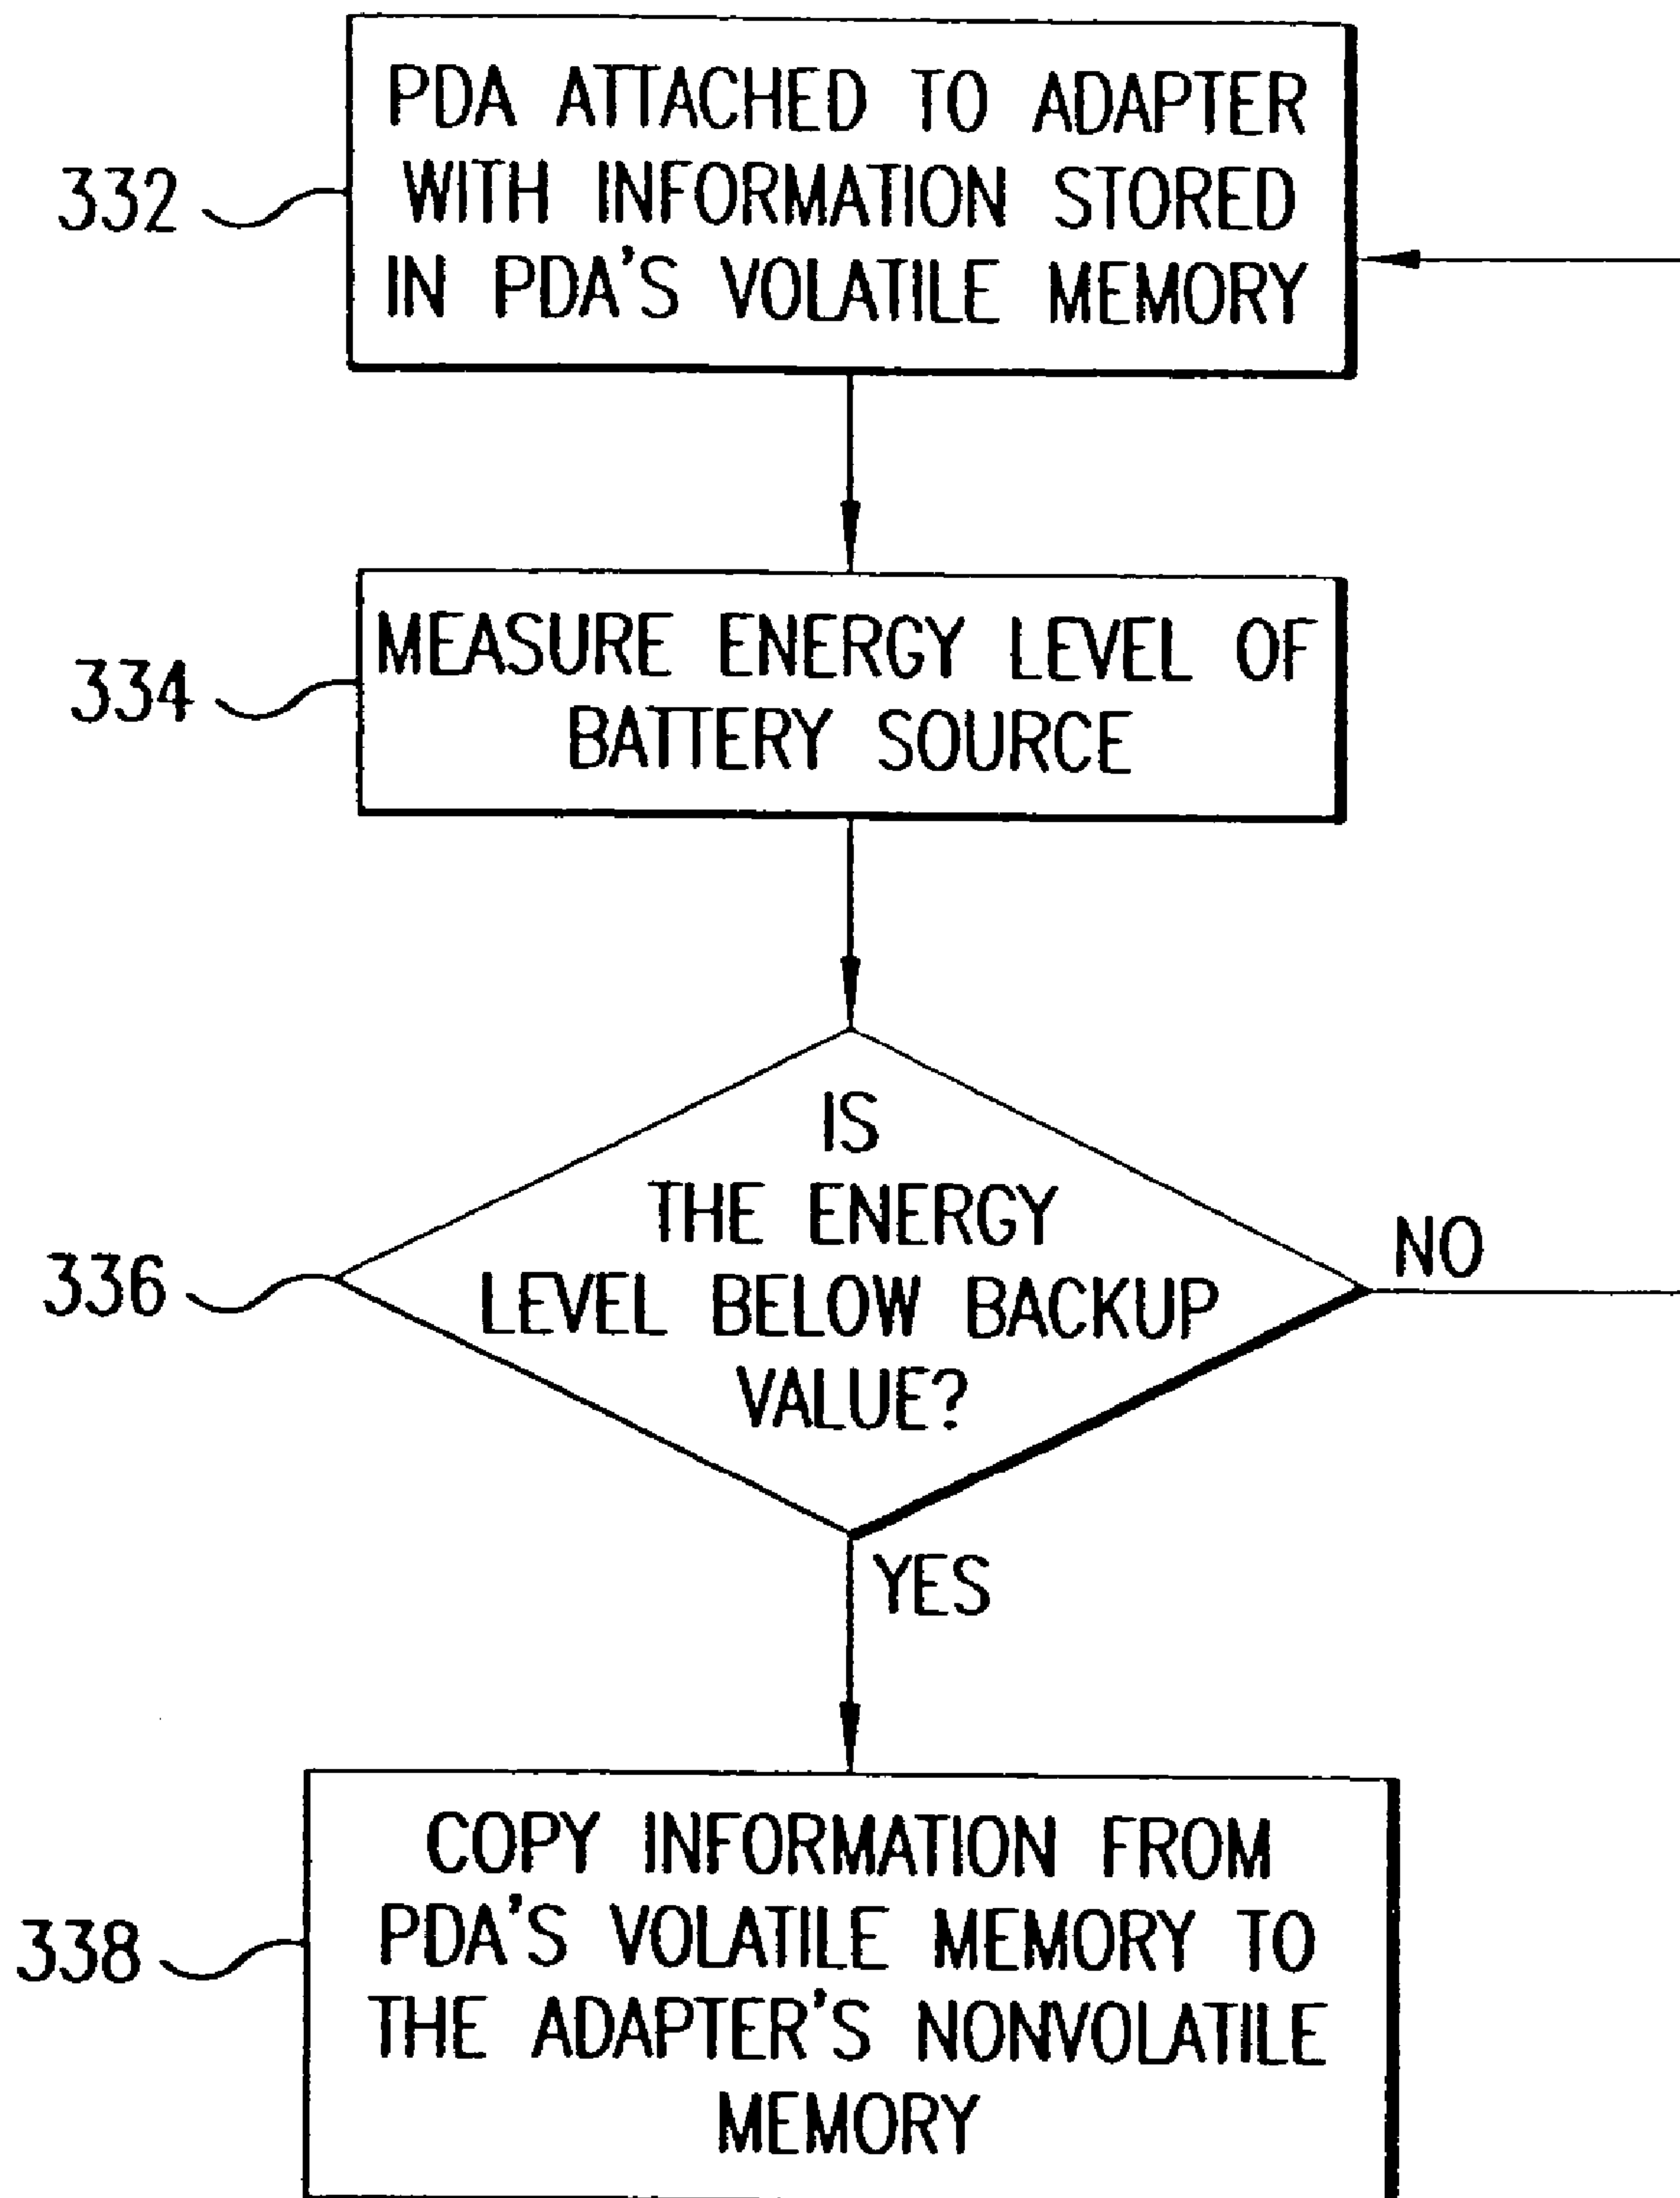 332
PDA ATTACHED TO ADAPTER
WITH INFORMATION STORED
IN PDA'S VOLATILE MEMORY
334
MEASURE ENERGY LEVEL OF
BATTERY SOURCE
336
IS
THE ENERGY
LEVEL BELOW BACKUP
VALUE?
NO
YES
338
COPY INFORMATION FROM
PDA'S VOLATILE MEMORY TO
THE ADAPTER'S NONVOLATILE
MEMORY